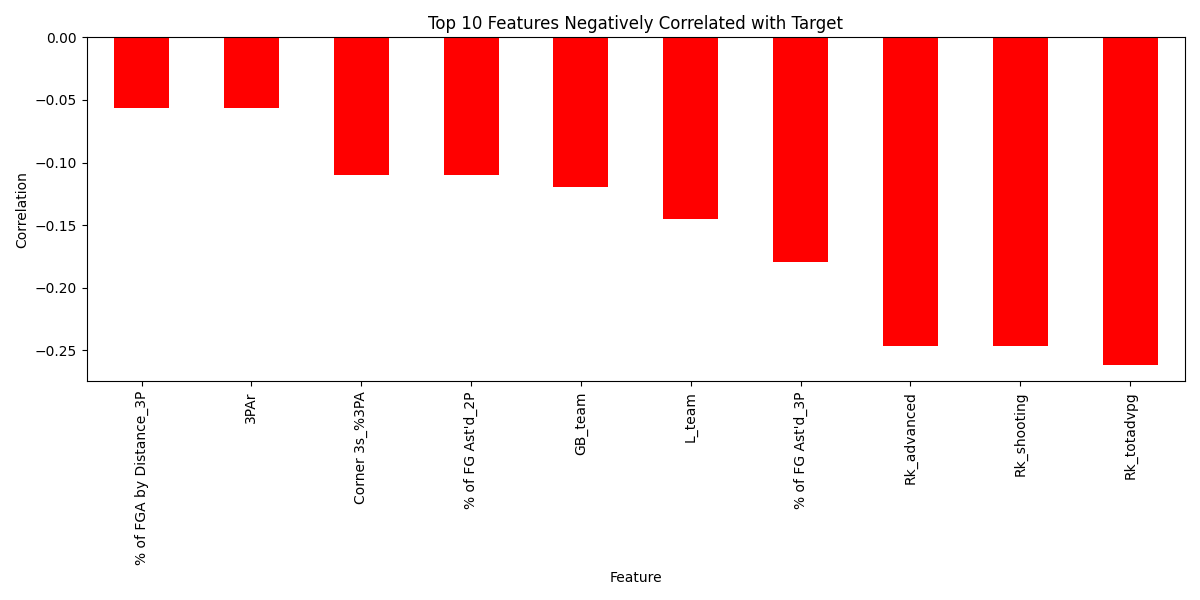 Top 10 Features Negatively Correlated with Target
0.00
−0.05
−0.10
−0.15
−0.20
−0.25
Correlation
% of FGA by Distance_3P
3PAr
Corner 3s_%3PA
% of FG Ast'd_2P
GB_team
L_team
% of FG Ast'd_3P
Rk_advanced
Rk_shooting
Rk_totadvpg
Feature